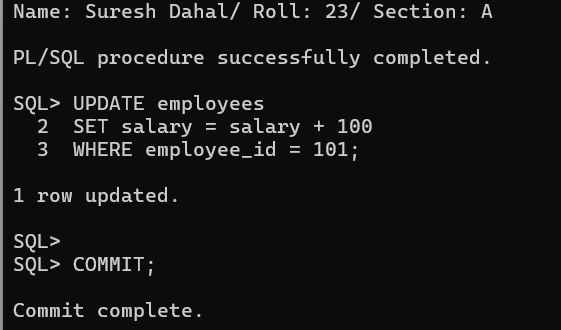 Name: Suresh Dahal/ Roll: 23/ Section: A
PL/SQL procedure successfully completed.
SQL> UPDATE employees
2 SET salary = salary + 100
3 WHERE employee_id = 101;
1 row updated.
SQL>
SQL> COMMIT;
Commit complete.